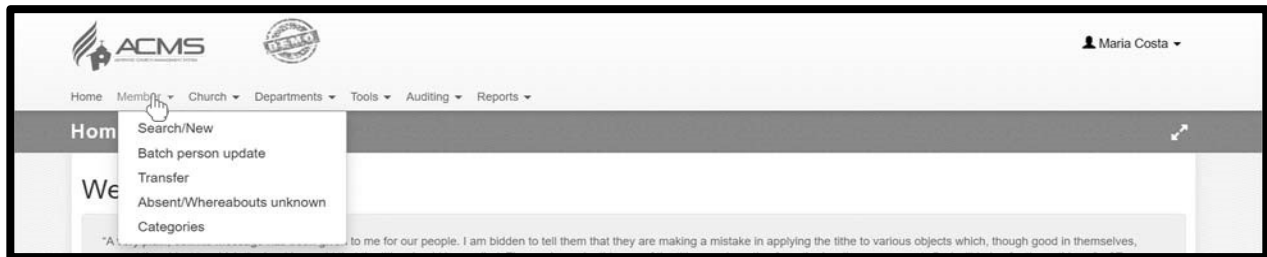 ACMS
DEMO
Maria Costa
Home Member Church Departments Tools Auditing Reports
Hom
Search/New
Batch person update
Transfer
Absent/Whereabouts unknown
Categories
We
"A to me for our people. I am bidden to tell them that they are making a mistake in applying the tithe to various objects which, though good in themselves,